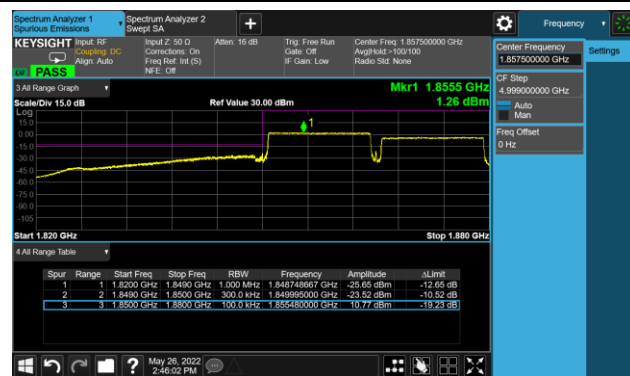 Spectrum Analyzer 1
Spurious Emissions
Spectrum Analyzer 2
Swept SA
+
Frequency
KEYSIGHT
Input: RF
Coupling: DC
Align: Auto
Input Z: 50 Ω
Corrections: On
Freq Ref: Int (S)
NFE: Off
Atten: 16 dB
Trig: Free Run
Gate: Off
IF Gain: Low
Center Freq: 1.857500000 GHz
Avg|Hold:>100/100
Radio Std: None
PASS
Center Frequency
1.857500000 GHz
Settings
CF Step
4.999000000 GHz
Auto
Man
Freq Offset
0 Hz
3 All Range Graph
Mkr1 1.8555 GHz
Scale/Div 15.0 dB
Ref Value 30.00 dBm
1.26 dBm
Log
15.0
0.00
-15.0
-30.0
-45.0
-60.0
-75.0
-90.0
-105
1
Start 1.820 GHz
Stop 1.880 GHz
4 All Range Table
Spur Range Start Freq Stop Freq RBW Frequency Amplitude ΔLimit
1 1 1.8200 GHz 1.8490 GHz 1.000 MHz 1.848748667 GHz -25.65 dBm -12.65 dB
2 2 1.8490 GHz 1.8500 GHz 300.0 kHz 1.849995000 GHz -23.52 dBm -10.52 dB
3 3 1.8500 GHz 1.8800 GHz 100.0 kHz 1.855480000 GHz 10.77 dBm -19.23 dB
?
May 26, 2022
2:46:02 PM